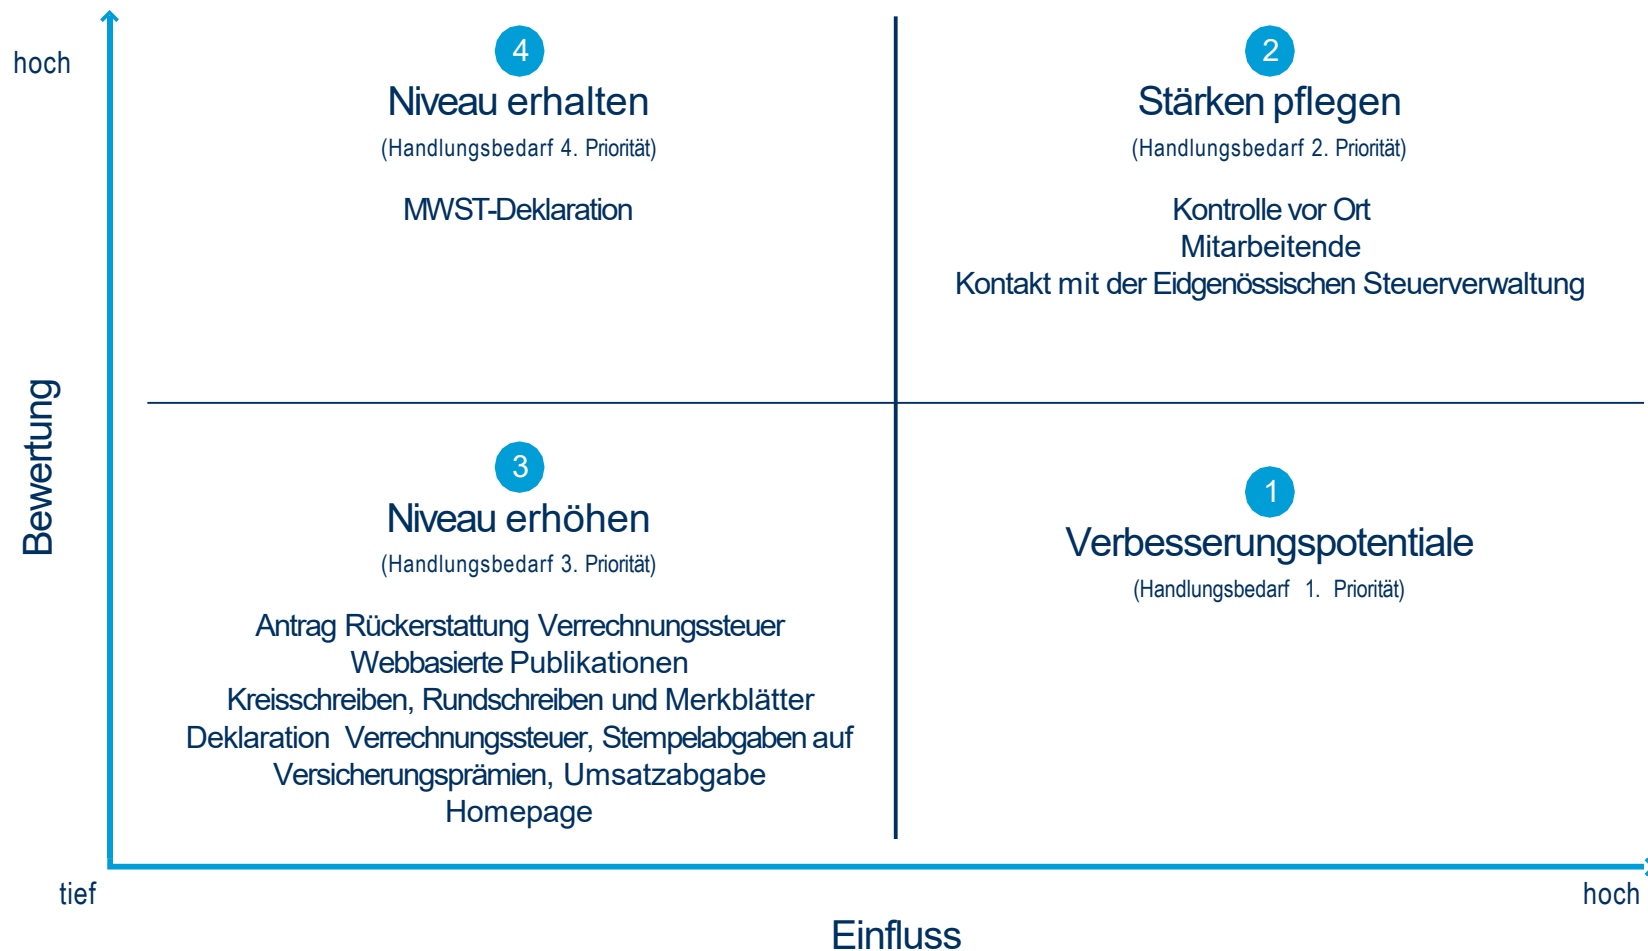 hoch
4
Niveau erhalten
(Handlungsbedarf 4. Priorität)
MWST-Deklaration
2
Stärken pflegen
(Handlungsbedarf 2. Priorität)
Kontrolle vor Ort
Mitarbeitende
Kontakt mit der Eidgenössischen Steuerverwaltung
Bewertung
3
Niveau erhöhen
(Handlungsbedarf 3. Priorität)
Antrag Rückerstattung Verrechnungssteuer
Webbasierte Publikationen
Kreisschreiben, Rundschreiben und Merkblätter
Deklaration Verrechnungssteuer, Stempelabgaben auf
Versicherungsprämien, Umsatzabgabe
Homepage
1
Verbesserungspotentiale
(Handlungsbedarf 1. Priorität)
tief
hoch
Einfluss